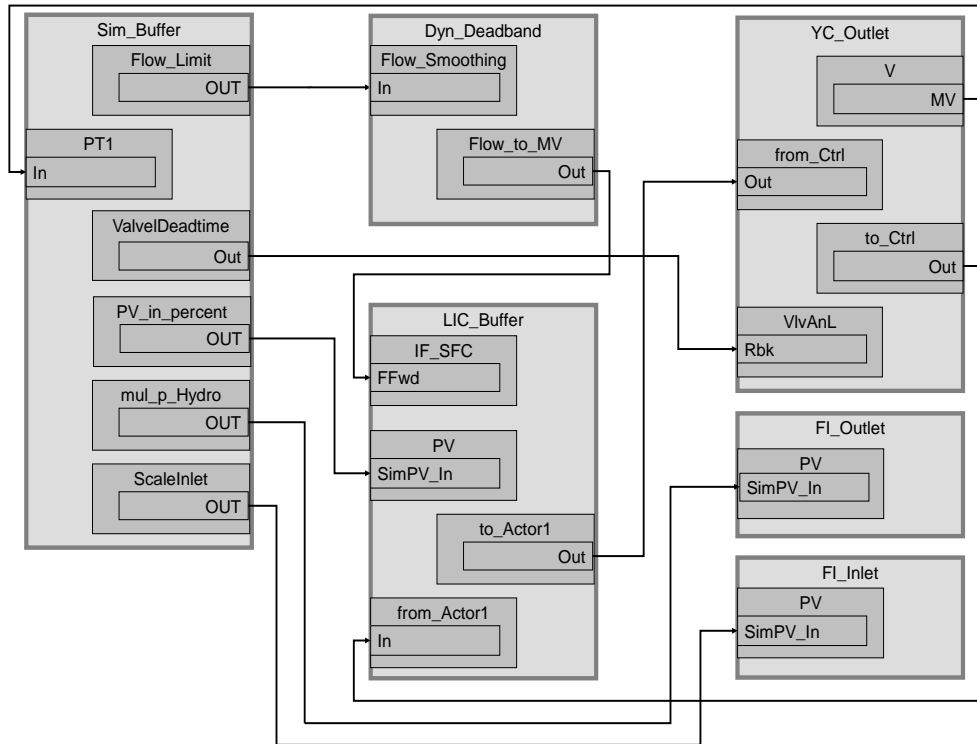 Sim_Buffer
Flow_Limit
OUT
PT1
In
ValvelDeadtime
Out
PV_in_percent
OUT
mul_p_Hydro
OUT
ScaleInlet
OUT
Dyn_Deadband
Flow_Smoothing
In
Flow_to_MV
Out
LIC_Buffer
IF_SFC
FFwd
PV
SimPV_In
to_Actor1
Out
from_Actor1
In
YC_Outlet
V
MV
from_Ctrl
Out
to_Ctrl
Out
VlvAnL
Rbk
FI_Outlet
PV
SimPV_In
FI_Inlet
PV
SimPV_In